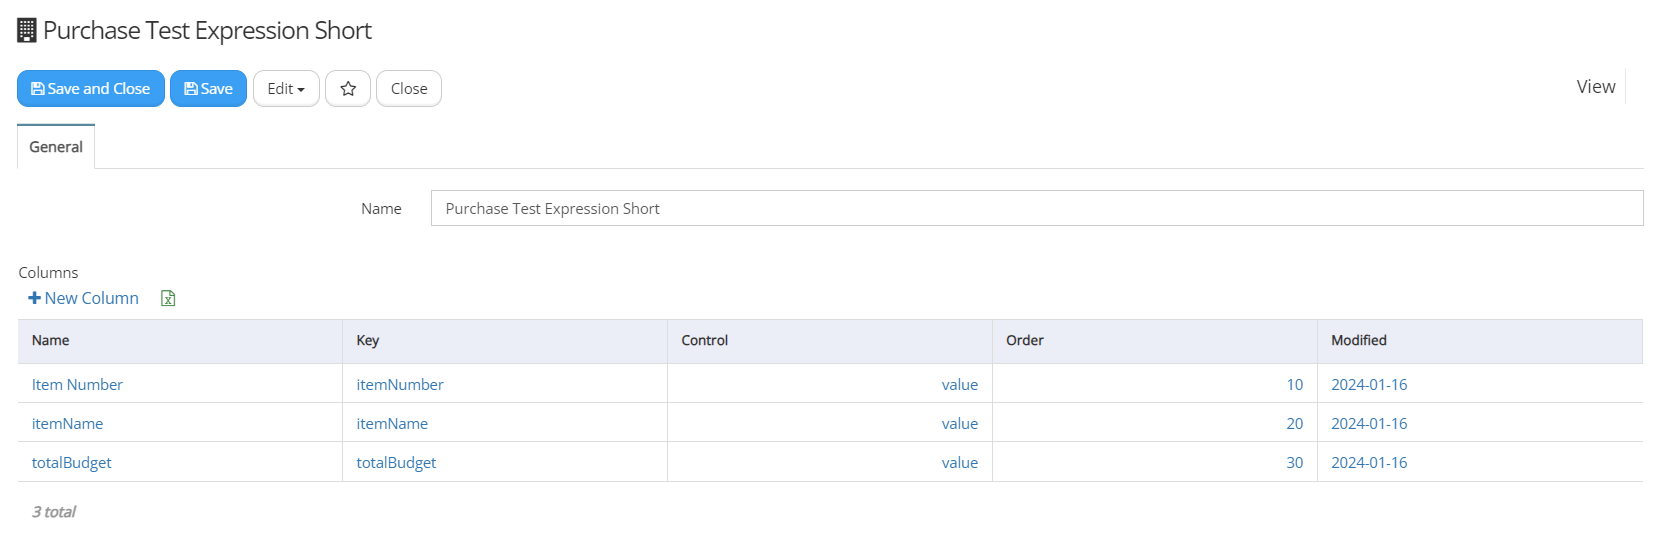 Purchase Test Expression Short
Save and Close Save Edit Close View
General
Name Purchase Test Expression Short
Columns
New Column
Name Key Control Order Modified
Item Number itemNumber value 10 2024-01-16
itemName itemName value 20 2024-01-16
totalBudget totalBudget value 30 2024-01-16
3 total